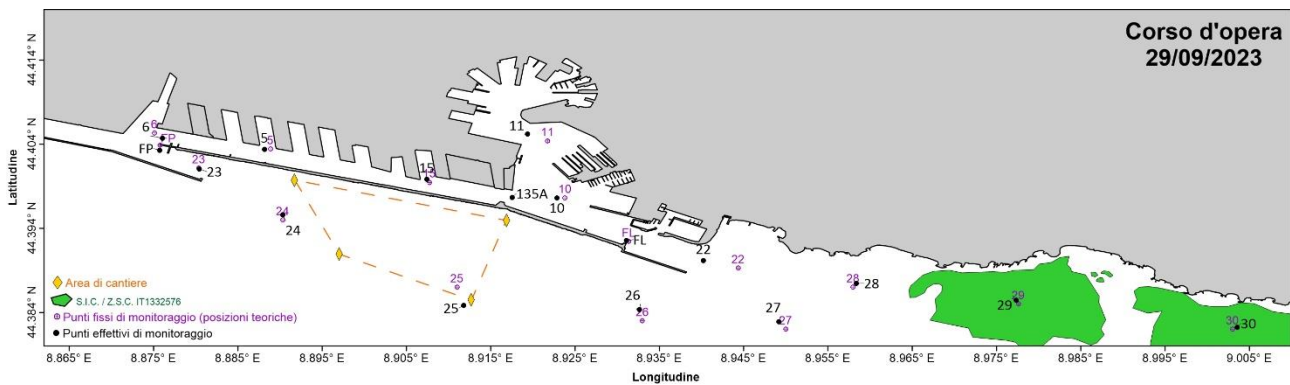 Corso d'opera
29/09/2023
Latitudine
44.414° N
44.404° N
44.394° N
44.384° N
6
6
FP
FP
5
5
23
23
24
24
15
11
11
135A
10
10
FL
FL
22
22
25
25
26
26
27
27
28
28
29
29
30
30
Area di cantiere
S.I.C. / Z.S.C. IT1332576
Punti fissi di monitoraggio (posizioni teoriche)
Punti effettivi di monitoraggio
8.865° E
8.875° E
8.885° E
8.895° E
8.905° E
8.915° E
8.925° E
8.935° E
8.945° E
8.955° E
8.965° E
8.975° E
8.985° E
8.995° E
9.005° E
Longitudine